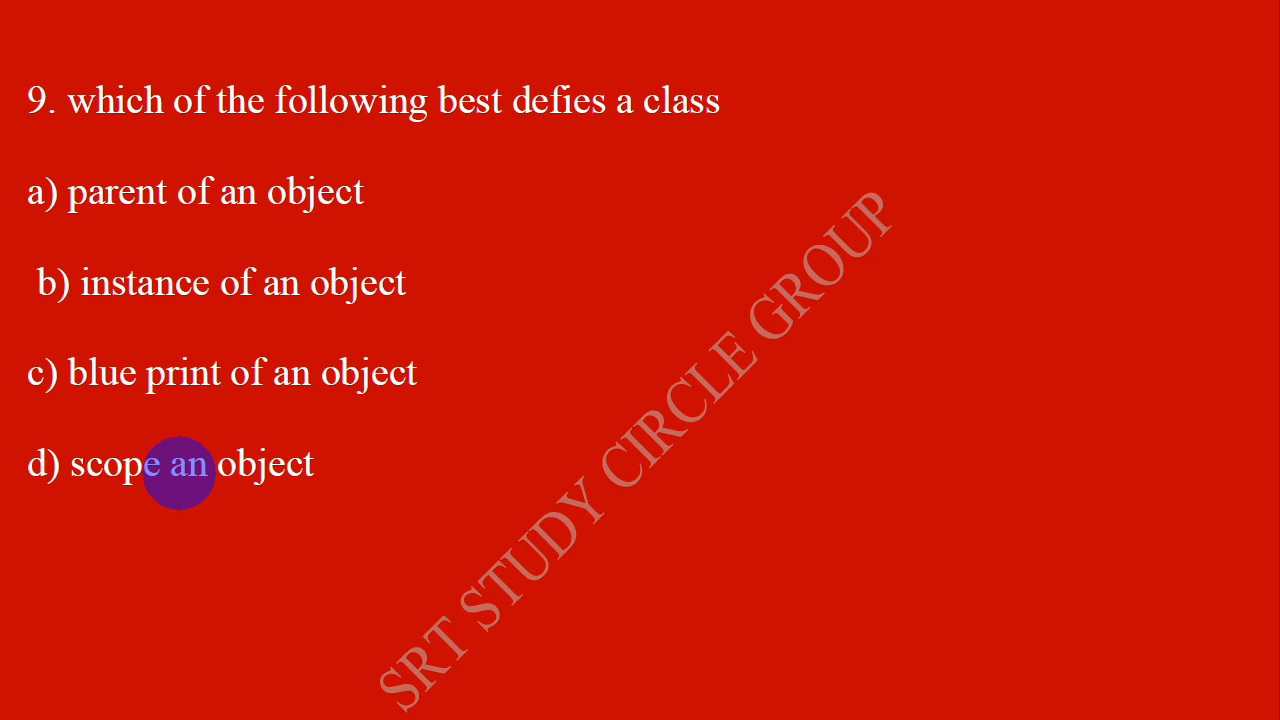 9. which of the following best defies a class
a) parent of an object
b) instance of an object
c) blue print of an object
d) scope an object
SRT STUDY CIRCLE GROUP